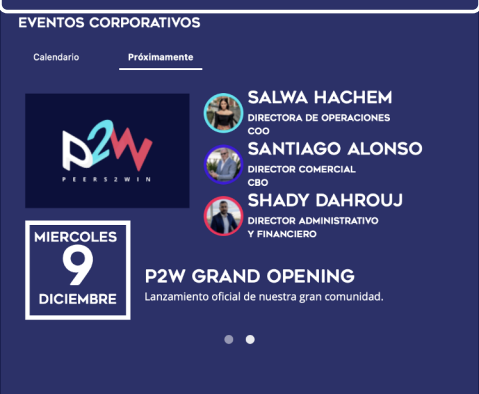 EVENTOS CORPORATIVOS
Calendario
Próximamente
P2W
PEERS2WIN
SALWA HACHEM
DIRECTORA DE OPERACIONES
COO
SANTIAGO ALONSO
DIRECTOR COMERCIAL
CBO
SHADY DAHROUJ
DIRECTOR ADMINISTRATIVO
Y FINANCIERO
MIERCOLES
9
DICIEMBRE
P2W GRAND OPENING
Lanzamiento oficial de nuestra gran comunidad.